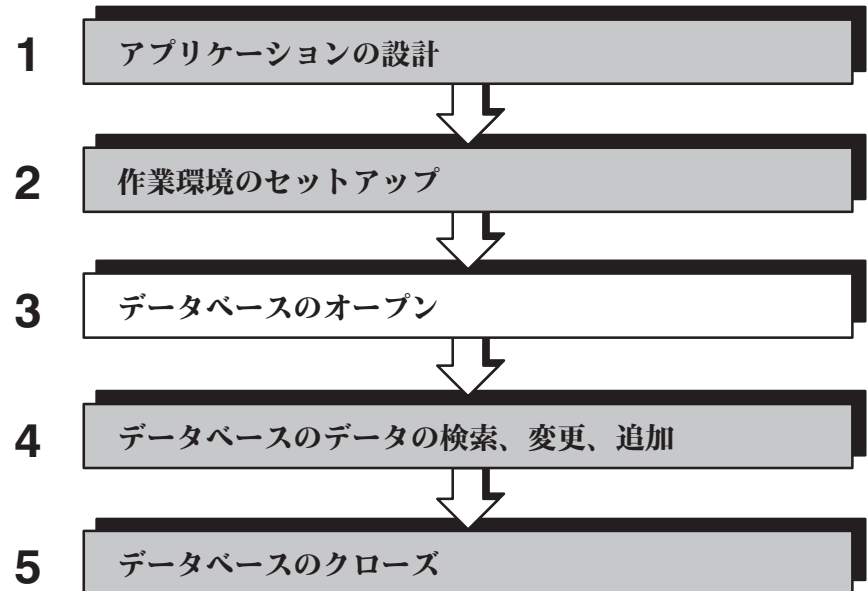 1 アプリケーションの設計
2 作業環境のセットアップ
3 データベースのオープン
4 データベースのデータの検索、変更、追加
5 データベースのクローズ